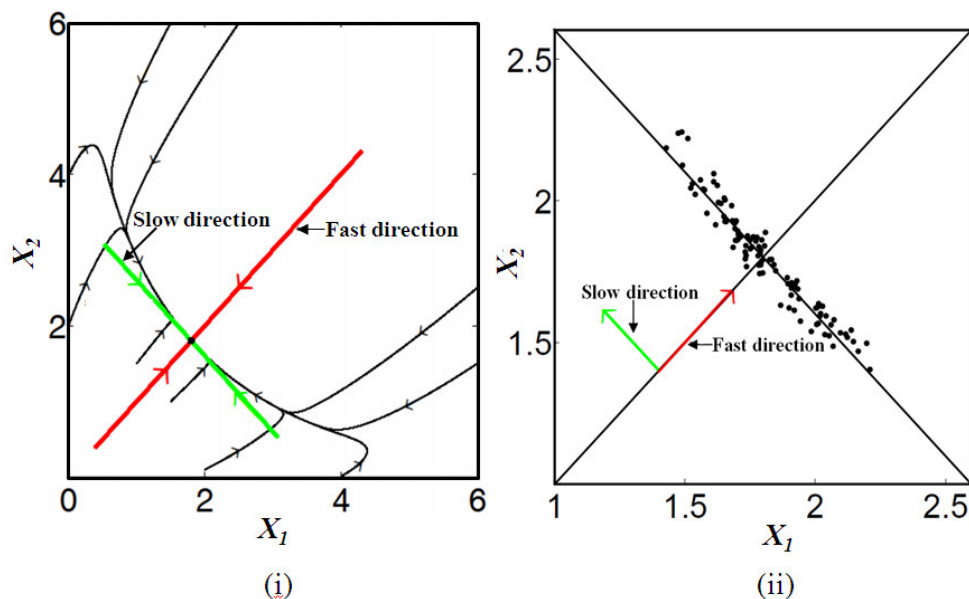 6
4
2
0
0
2
4
6
X2
X1
Slow direction
Fast direction
(i)
2.5
2
1.5
1
1.5
2
2.5
X2
X1
Slow direction
Fast direction
(ii)